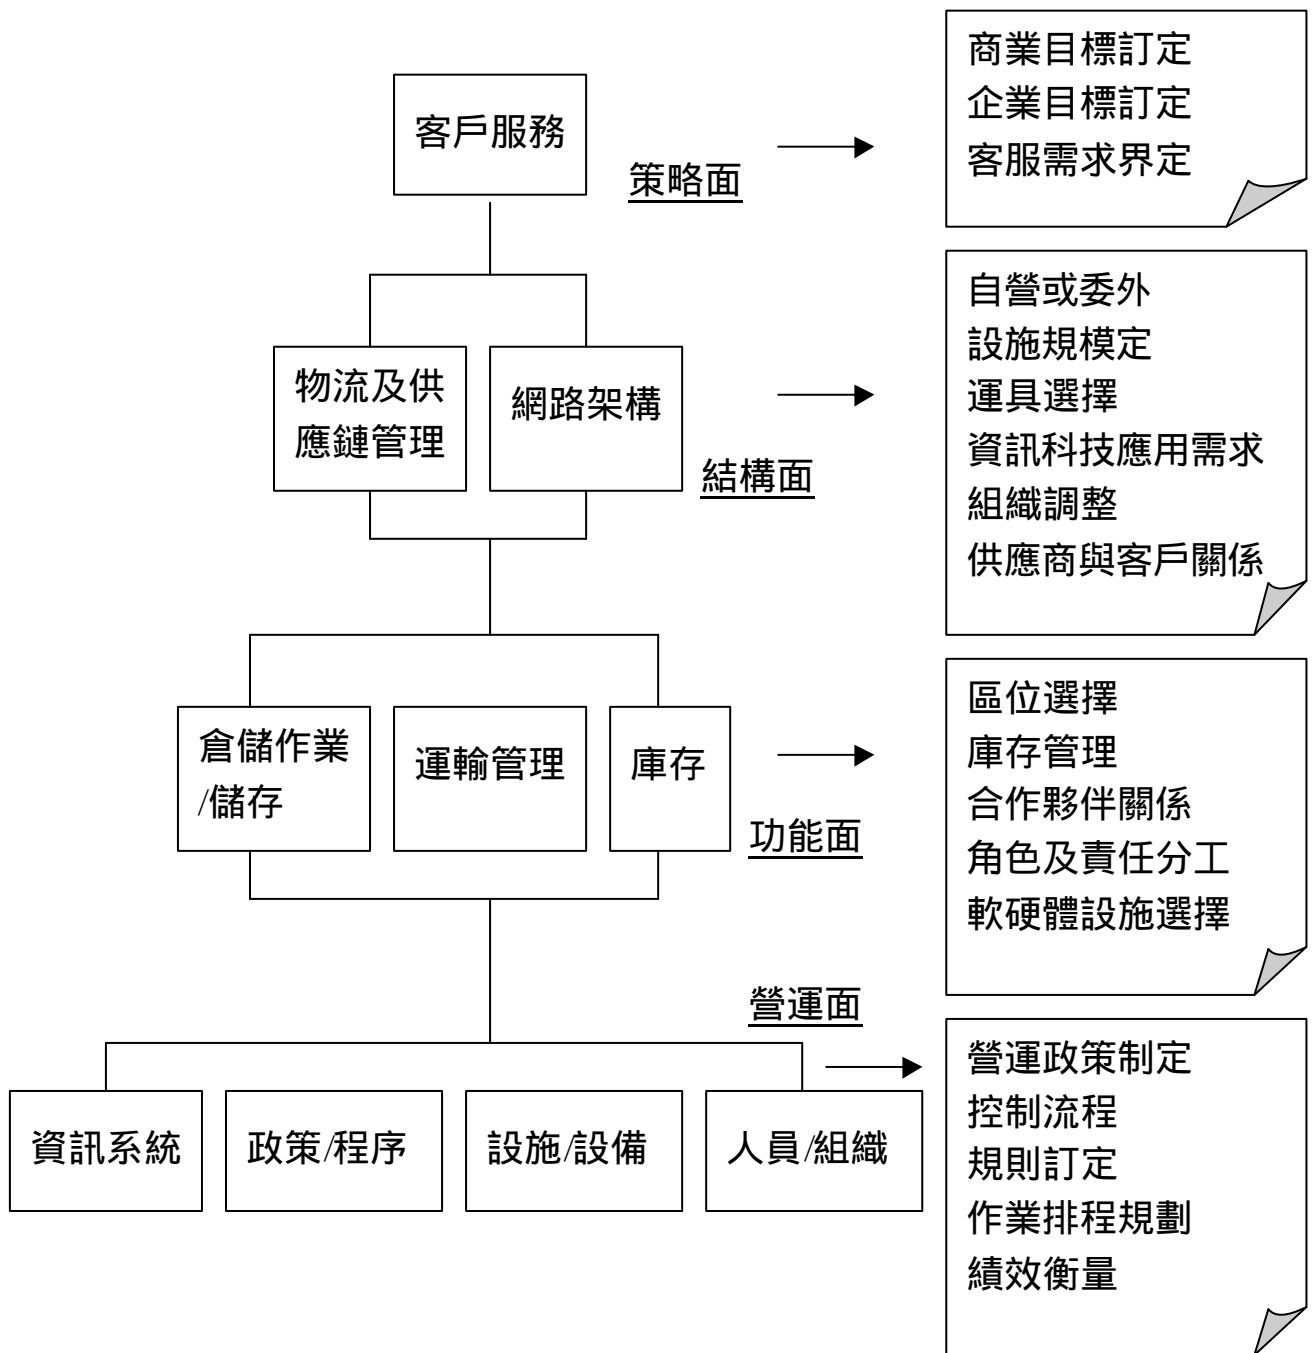 客戶服務
策略面
商業目標訂定
企業目標訂定
客服需求界定
物流及供
應鏈管理
網路架構
結構面
自營或委外
設施規模定
運具選擇
資訊科技應用需求
組織調整
供應商與客戶關係
倉儲作業
/儲存
運輸管理
庫存
功能面
區位選擇
庫存管理
合作夥伴關係
角色及責任分工
軟硬體設施選擇
營運面
資訊系統
政策/程序
設施/設備
人員/組織
營運政策制定
控制流程
規則訂定
作業排程規劃
績效衡量